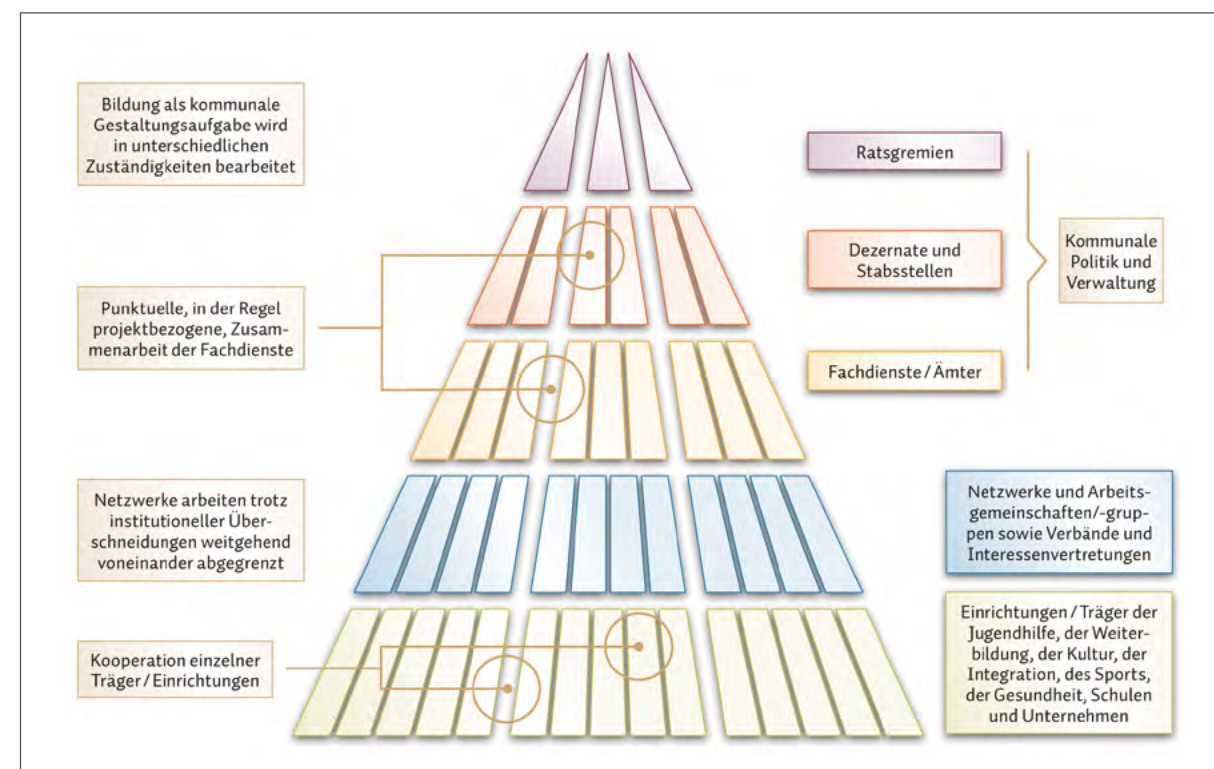 Bildung als kommunale
Gestaltungsaufgabe wird
in unterschiedlichen
Zuständigkeiten bearbeitet
Punktuelle, in der Regel
projektbezogene, Zusam-
menarbeit der Fachdienste
Netzwerke arbeiten trotz
institutioneller Über-
schneidungen weitgehend
voneinander abgegrenzt
Kooperation einzelner
Träger / Einrichtungen
Ratsgremien
Dezernate und
Stabsstellen
Fachdienste / Ämter
Kommunale
Politik und
Verwaltung
Netzwerke und Arbeits-
gemeinschaften/-grup-
pen sowie Verbände und
Interessenvertretungen
Einrichtungen / Träger der
Jugendhilfe, der Weiter-
bildung, der Kultur, der
Integration, des Sports,
der Gesundheit, Schulen
und Unternehmen